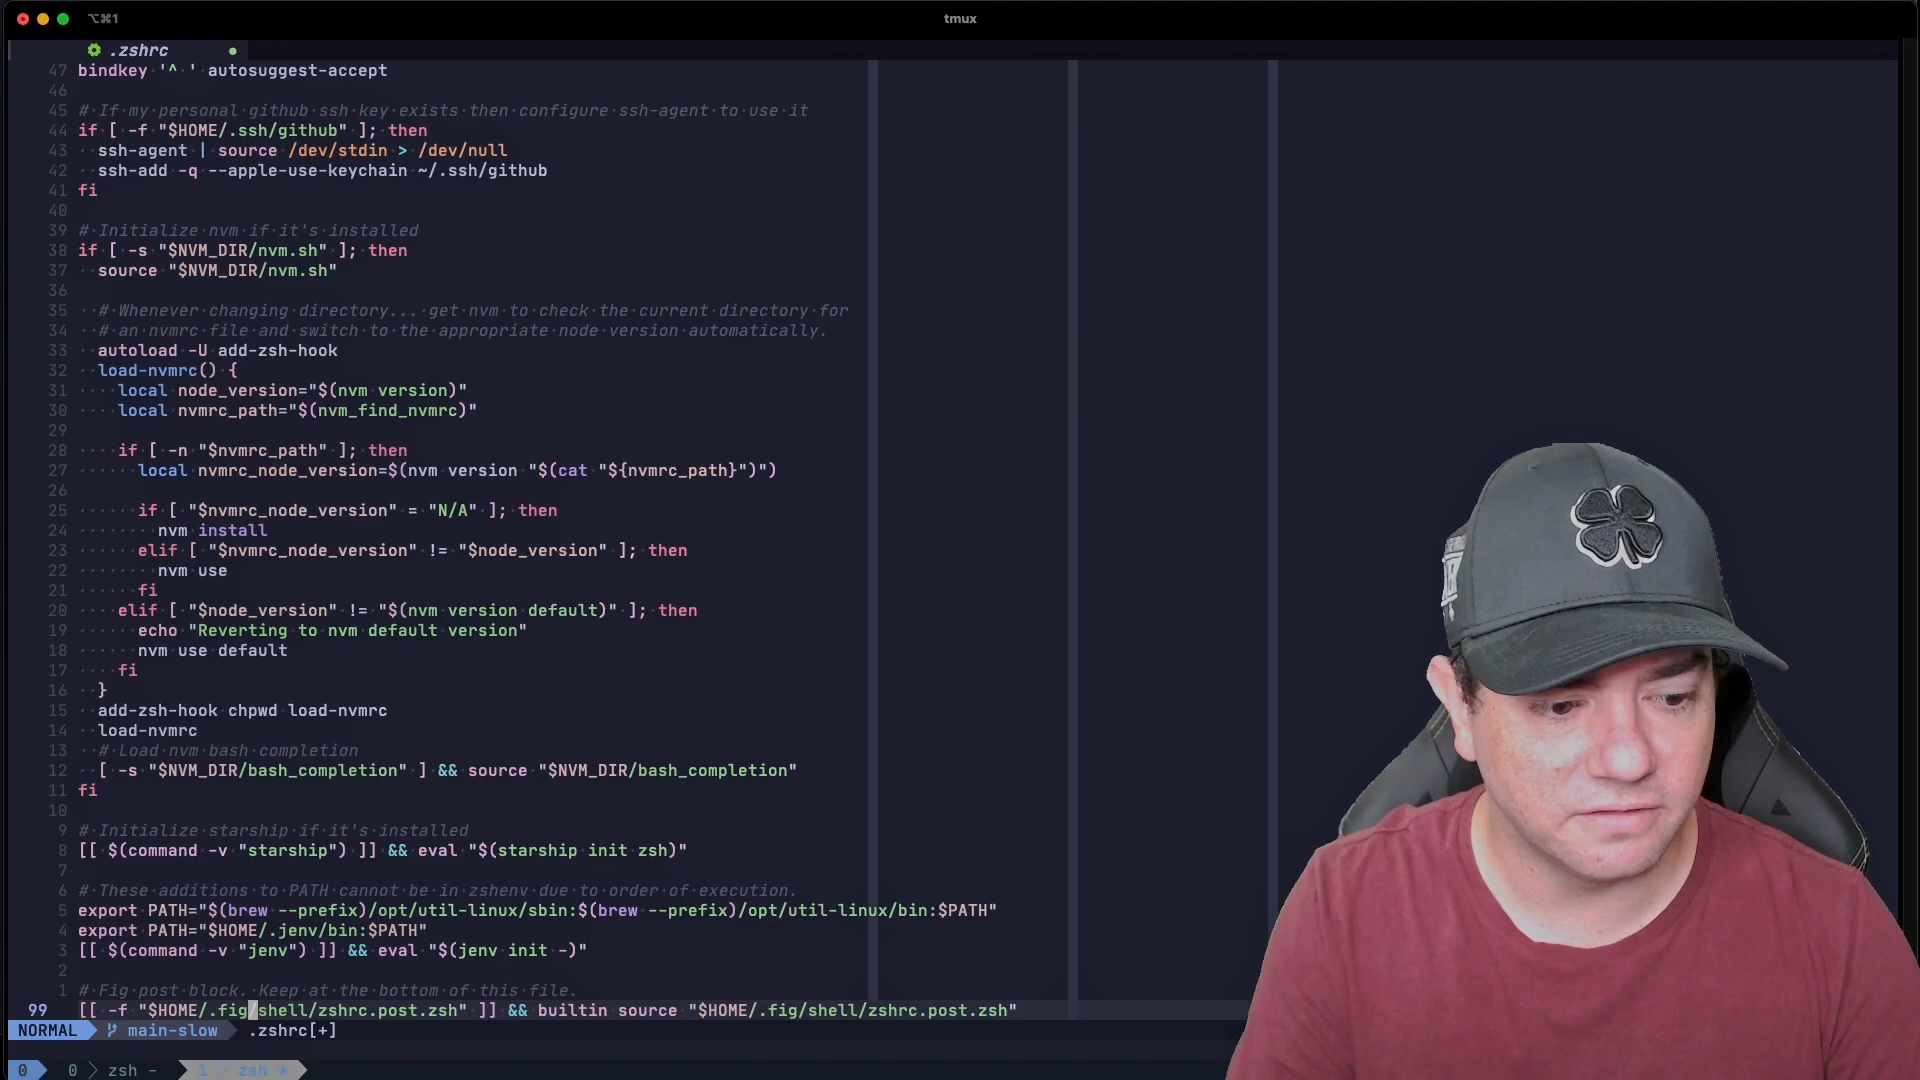 ⌥⌘1
tmux
.zshrc
47 bindkey '^ ' autosuggest-accept
46
45 # If my personal github ssh key exists then configure ssh-agent to use it
44 if [ -f "$HOME/.ssh/github" ]; then
43 ssh-agent | source /dev/stdin > /dev/null
42 ssh-add -q --apple-use-keychain ~/.ssh/github
41 fi
40
39 # Initialize nvm if it's installed
38 if [ -s "$NVM_DIR/nvm.sh" ]; then
37 source "$NVM_DIR/nvm.sh"
36
35 # Whenever changing directory... get nvm to check the current directory for
34 # an nvmrc file and switch to the appropriate node version automatically.
33 autoload -U add-zsh-hook
32 load-nvmrc() {
31 local node_version="$(nvm version)"
30 local nvmrc_path="$(nvm_find_nvmrc)"
29
28 if [ -n "$nvmrc_path" ]; then
27 local nvmrc_node_version=$(nvm version "$(cat "${nvmrc_path}")")
26
25 if [ "$nvmrc_node_version" = "N/A" ]; then
24 nvm install
23 elif [ "$nvmrc_node_version" != "$node_version" ]; then
22 nvm use
21 fi
20 elif [ "$node_version" != "$(nvm version default)" ]; then
19 echo "Reverting to nvm default version"
18 nvm use default
17 fi
16 }
15 add-zsh-hook chpwd load-nvmrc
14 load-nvmrc
13 # Load nvm bash completion
12 [ -s "$NVM_DIR/bash_completion" ] && source "$NVM_DIR/bash_completion"
11 fi
10
9 # Initialize starship if it's installed
8 [[ $(command -v "starship") ]] && eval "$(starship init zsh)"
7
6 # These additions to PATH cannot be in zshenv due to order of execution.
5 export PATH="$(brew --prefix)/opt/util-linux/sbin:$(brew --prefix)/opt/util-linux/bin:$PATH"
4 export PATH="$HOME/.jenv/bin:$PATH"
3 [[ $(command -v "jenv") ]] && eval "$(jenv init -)"
2
1 # Fig post block. Keep at the bottom of this file.
99 [[ -f "$HOME/.fig/shell/zshrc.post.zsh" ]] && builtin source "$HOME/.fig/shell/zshrc.post.zsh"
NORMAL main-slow .zshrc[+]
0 0 zsh - 1 zsh ★